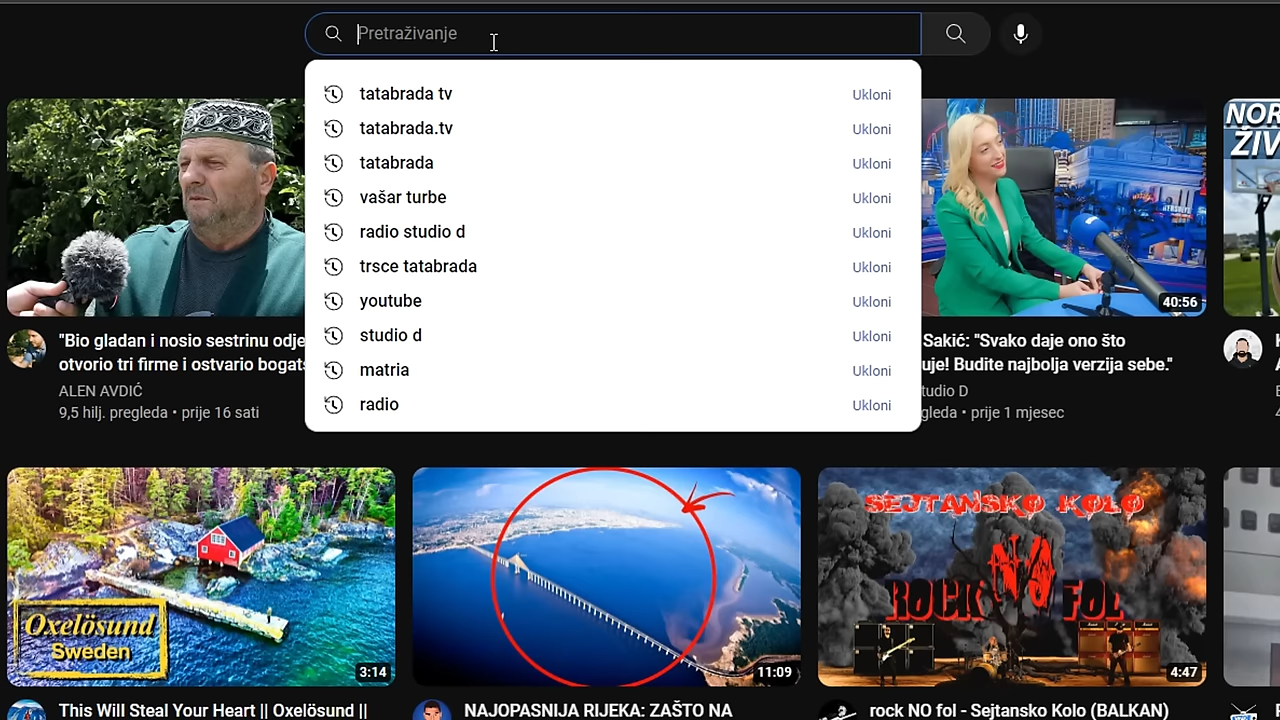 Pretraživanje
tatabrada tv Ukloni
tatabrada.tv Ukloni
tatabrada Ukloni
vašar turbe Ukloni
radio studio d Ukloni
trsce tatabrada Ukloni
youtube Ukloni
studio d Ukloni
matria Ukloni
radio Ukloni
NOR
ŽIV
40:56
"Bio gladan i nosio sestrinu odje
otvorio tri firme i ostvario bogats
ALEN AVDIĆ
9,5 hilj. pregleda • prije 16 sati
Sakić: "Svako daje ono što
uje! Budite najbolja verzija sebe."
tudio D
gleda • prije 1 mjesec
Oxelösund
Sweden
3:14
11:09
SEJTANSKO KOLO
ROCK NO FOL
4:47
This Will Steal Your Heart || Oxelösund ||
NAJOPASNIJA RIJEKA: ZAŠTO NA
rock NO fol - Sejtansko Kolo (BALKAN)